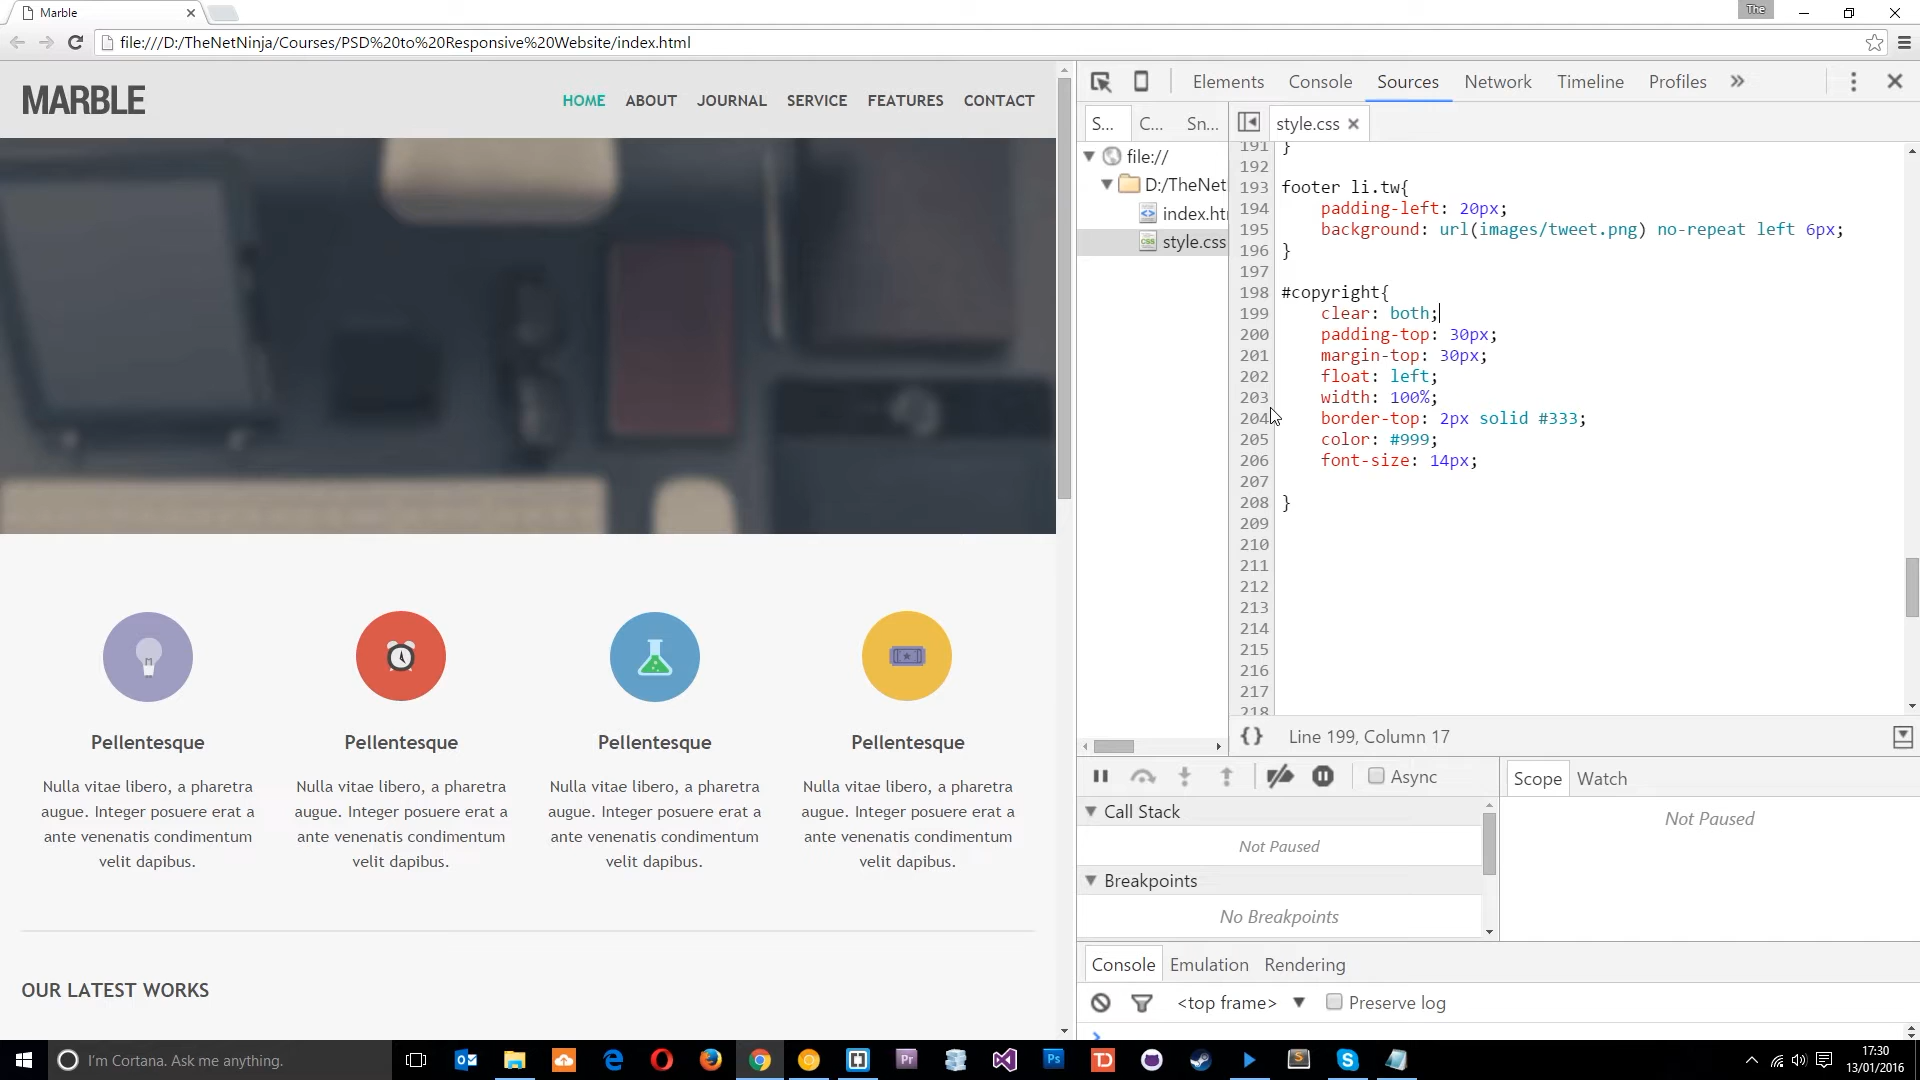 Marble
The
file:///D:/TheNetNinja/Courses/PSD%20to%20Responsive%20Website/index.html
MARBLE
HOME ABOUT JOURNAL SERVICE FEATURES CONTACT
Pellentesque Pellentesque Pellentesque Pellentesque
Nulla vitae libero, a pharetra augue. Integer posuere erat a ante venenatis condimentum velit dapibus.
Nulla vitae libero, a pharetra augue. Integer posuere erat a ante venenatis condimentum velit dapibus.
Nulla vitae libero, a pharetra augue. Integer posuere erat a ante venenatis condimentum velit dapibus.
Nulla vitae libero, a pharetra augue. Integer posuere erat a ante venenatis condimentum velit dapibus.
OUR LATEST WORKS
Elements Console Sources Network Timeline Profiles »
S... C... Sn...
style.css ×
file://
D:/TheNet
index.htm
style.css
191 }
192
193 footer li.tw{
194 padding-left: 20px;
195 background: url(images/tweet.png) no-repeat left 6px;
196 }
197
198 #copyright{
199 clear: both;
200 padding-top: 30px;
201 margin-top: 30px;
202 float: left;
203 width: 100%;
204 border-top: 2px solid #333;
205 color: #999;
206 font-size: 14px;
207
208 }
209
210
211
212
213
214
215
216
217
218
{} Line 199, Column 17
Async
Scope Watch
Call Stack
Not Paused
Not Paused
Breakpoints
No Breakpoints
Console Emulation Rendering
<top frame> ▼ Preserve log
I'm Cortana. Ask me anything.
17:30
13/01/2016